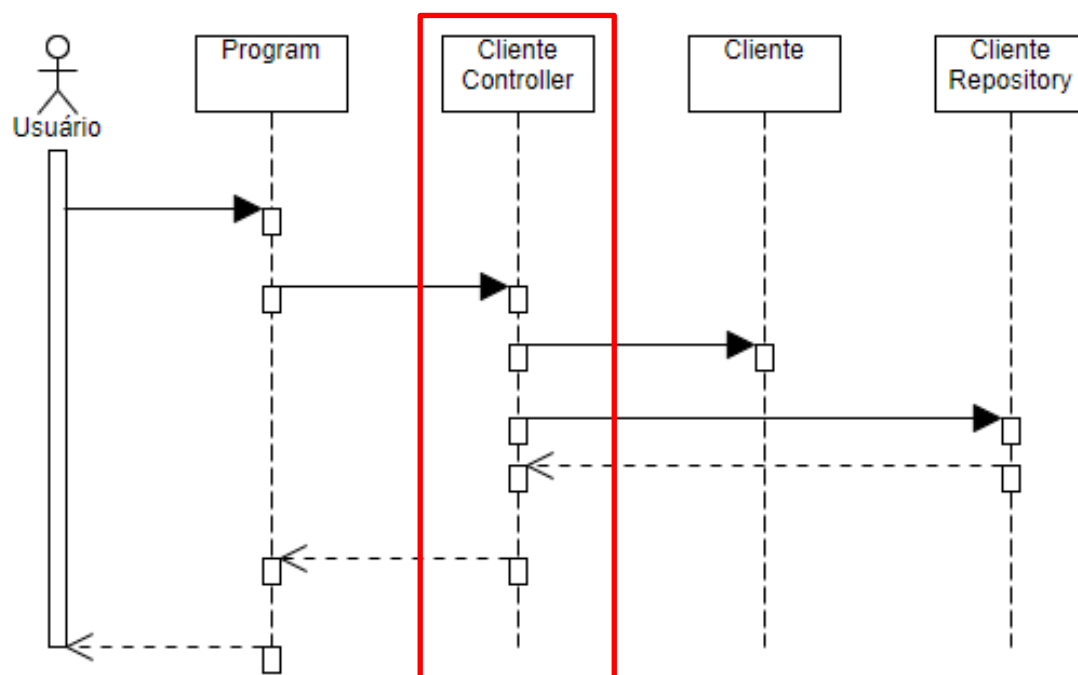 Program
Cliente
Controller
Cliente
Cliente
Repository
Usuário